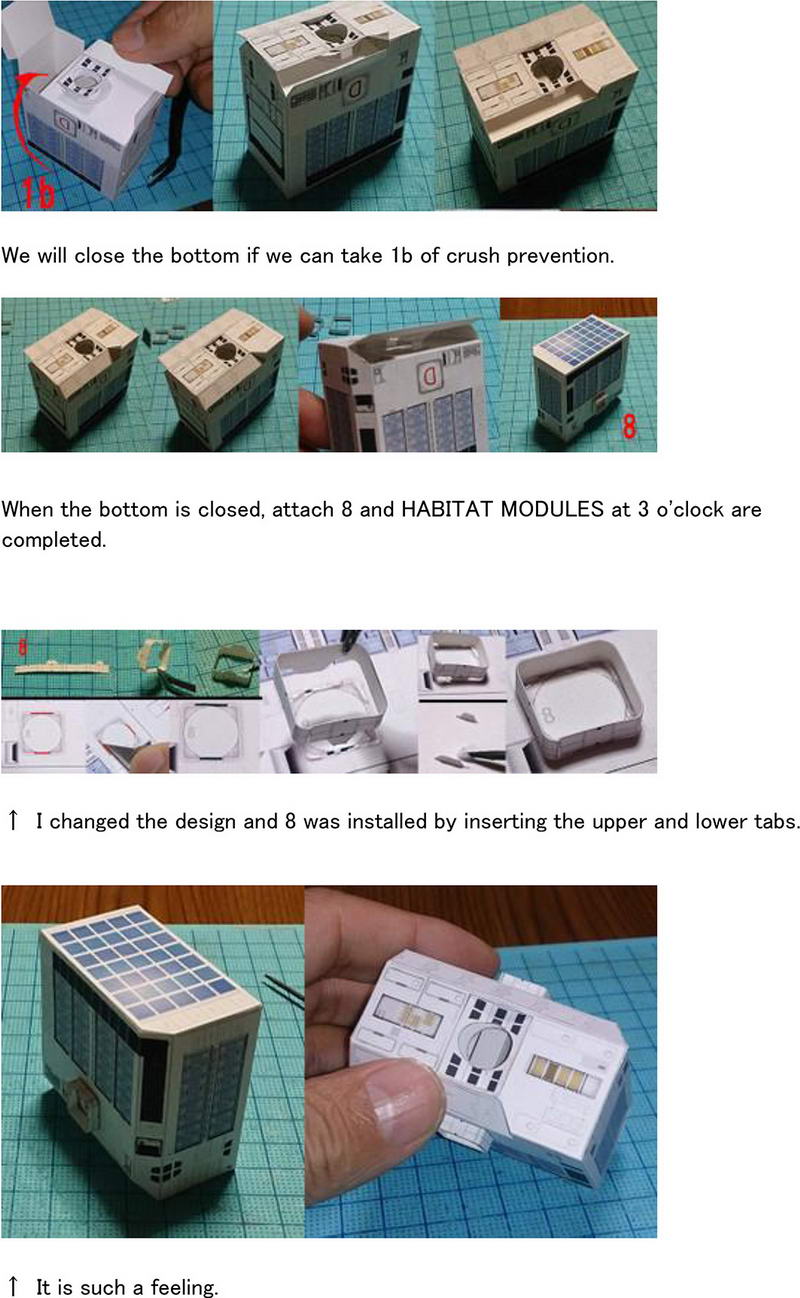 1b
We will close the bottom if we can take 1b of crush prevention.
8
When the bottom is closed, attach 8 and HABITAT MODULES at 3 o'clock are
completed.
8
8
↑ I changed the design and 8 was installed by inserting the upper and lower tabs.
↑ It is such a feeling.